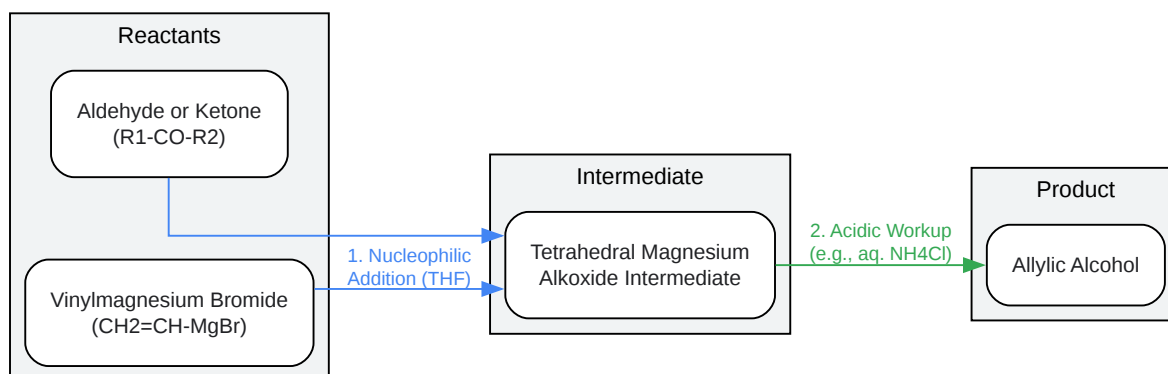 Reactants
Aldehyde or Ketone
(R1-CO-R2)
Vinylmagnesium Bromide
(CH2=CH-MgBr)
1. Nucleophilic
Addition (THF)
Intermediate
Tetrahedral Magnesium
Alkoxide Intermediate
2. Acidic Workup
(e.g., aq. NH4Cl)
Product
Allylic Alcohol